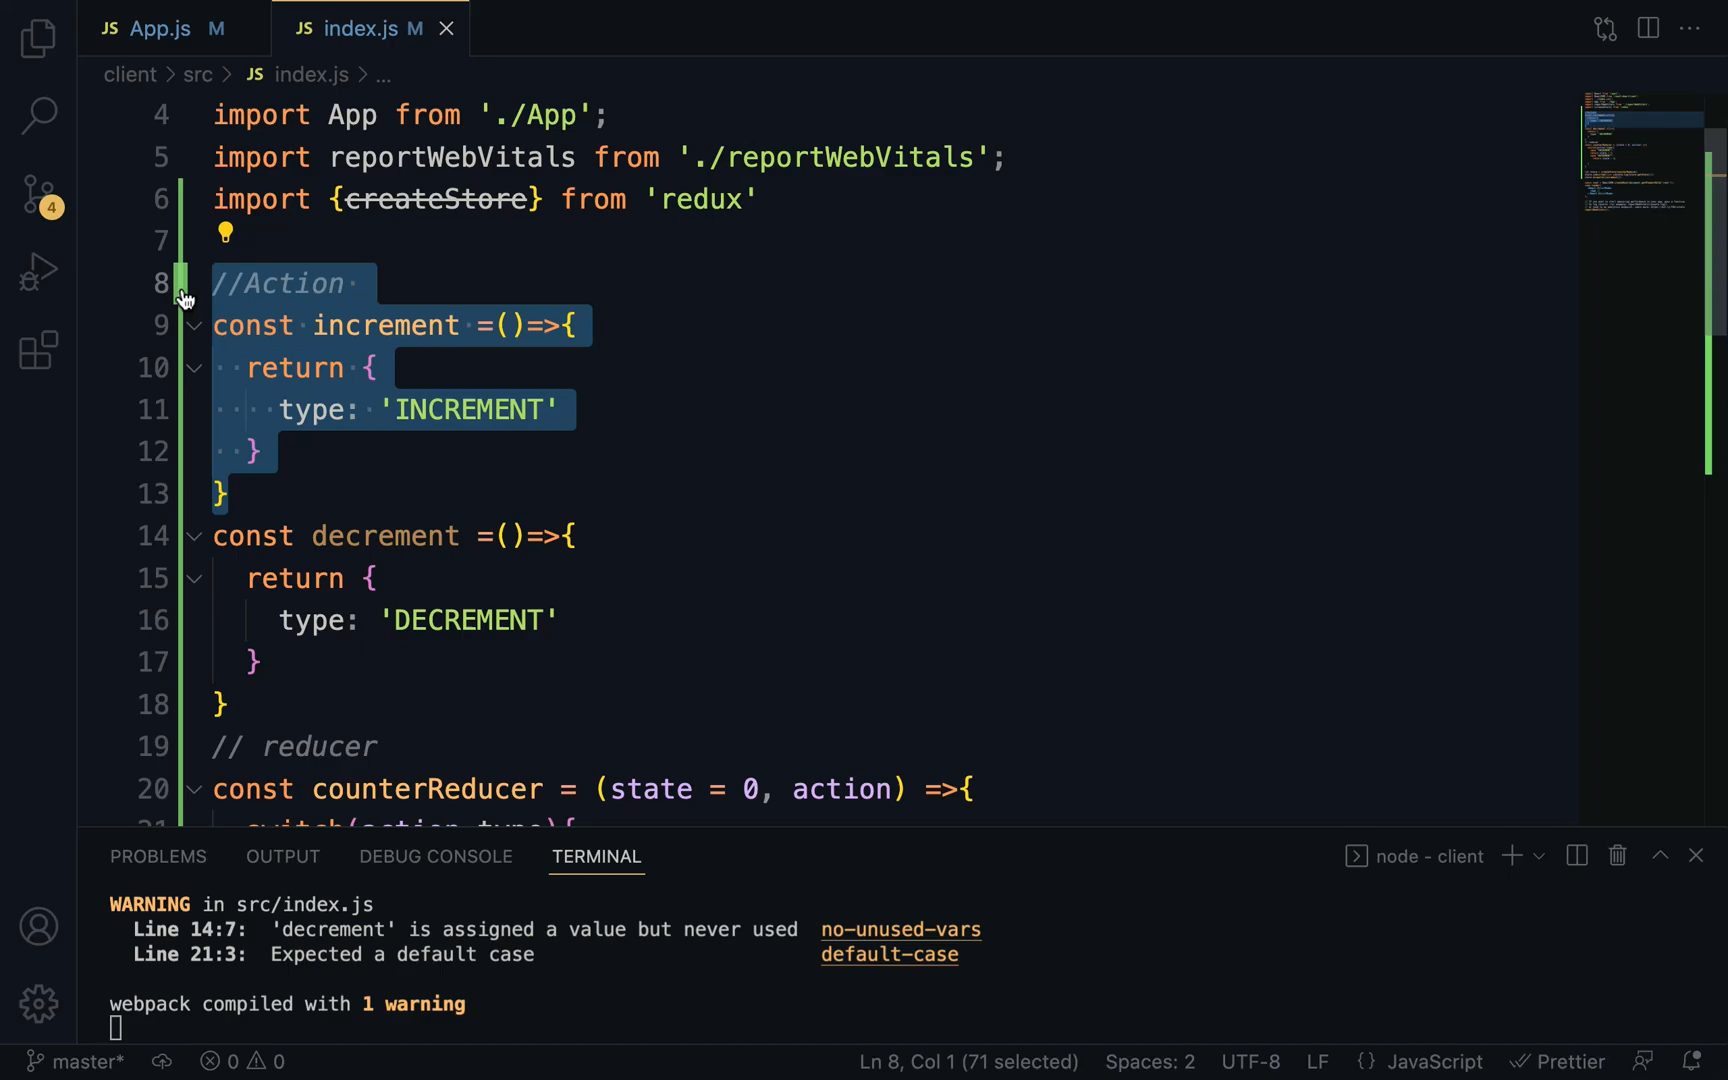 JS App.js M
JS index.js M
client > src > JS index.js > ...
4 import App from './App';
5 import reportWebVitals from './reportWebVitals';
6 import {createStore} from 'redux'
7
8 //Action
9 const increment =()=>{
10 return {
11 type: 'INCREMENT'
12 }
13 }
14 const decrement =()=>{
15 return {
16 type: 'DECREMENT'
17 }
18 }
19 // reducer
20 const counterReducer = (state = 0, action) =>{
21 switch(action.type){
4
PROBLEMS OUTPUT DEBUG CONSOLE TERMINAL node - client
WARNING in src/index.js
Line 14:7: 'decrement' is assigned a value but never used no-unused-vars
Line 21:3: Expected a default case default-case
webpack compiled with 1 warning
master* 0 0 Ln 8, Col 1 (71 selected) Spaces: 2 UTF-8 LF {} JavaScript Prettier